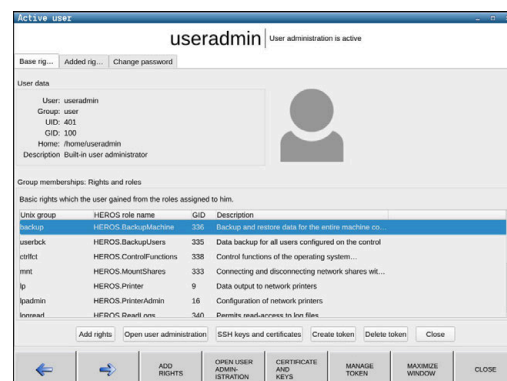 Active user
useradmin User administration is active
Base rig... Added rig... Change password
User data
User: useradmin
Group: user
UID: 401
GID: 100
Home: /home/useradmin
Description Built-in user administrator
Group memberships: Rights and roles
Basic rights which the user gained from the roles assigned to him.
Unix group HEROS role name GID Description
backup HEROS.BackupMachine 336 Backup and restore data for the entire machine co...
userbck HEROS.BackupUsers 335 Data backup for all users configured on the control
ctrlfct HEROS.ControlFunctions 338 Control functions of the operating system...
mnt HEROS.MountShares 333 Connecting and disconnecting network shares wit...
lp HEROS.Printer 9 Data output to network printers
lpadmin HEROS.PrinterAdmin 16 Configuration of network printers
logread HEROS.ReadLogs 340 Permits read-access to log files
Add rights Open user administration SSH keys and certificates Create token Delete token Close
ADD RIGHTS
OPEN USER ADMIN-ISTRATION
CERTIFICATE AND KEYS
MANAGE TOKEN
MAXIMIZE WINDOW
CLOSE